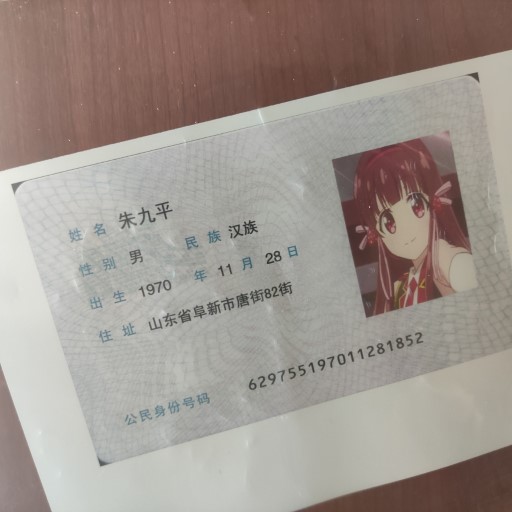 姓名 朱九平
性别 男 民族 汉族
出生 1970 年 11 月 28 日
住址 山东省阜新市唐街82街
公民身份号码 629755197011281852